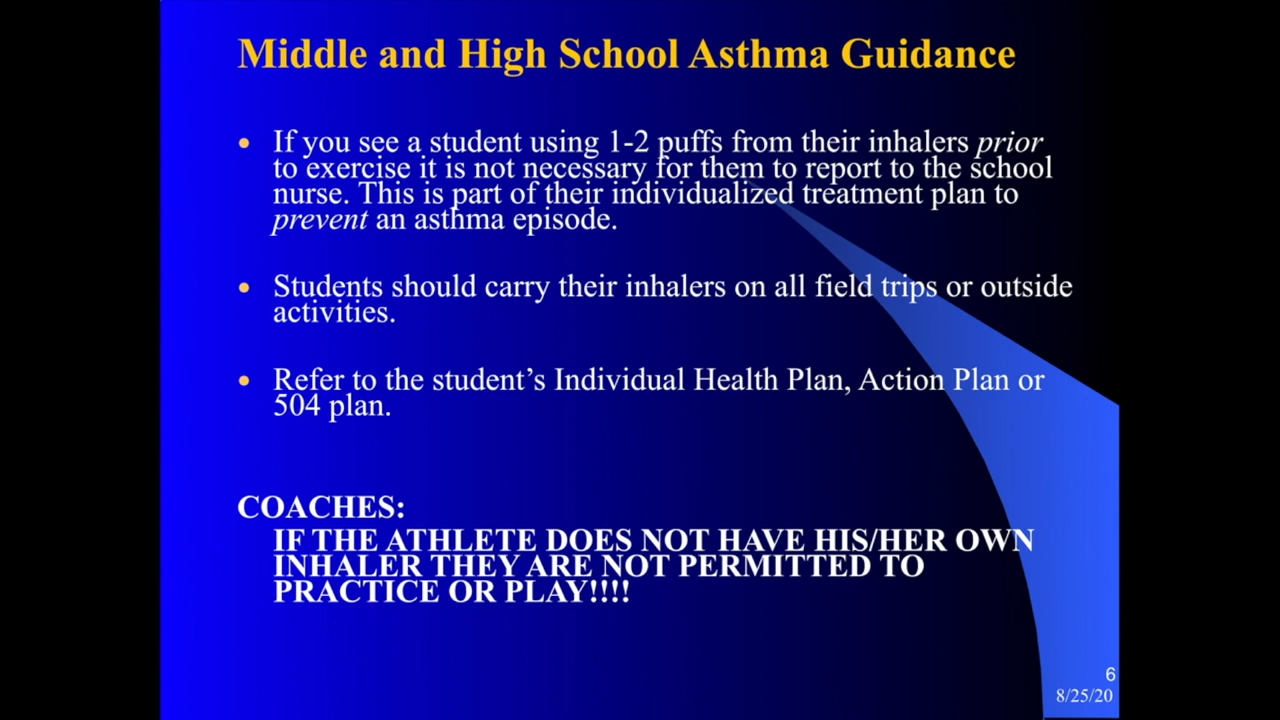 Middle and High School Asthma Guidance
• If you see a student using 1-2 puffs from their inhalers prior
to exercise it is not necessary for them to report to the school
nurse. This is part of their individualized treatment plan to
prevent an asthma episode.
• Students should carry their inhalers on all field trips or outside
activities.
• Refer to the student’s Individual Health Plan, Action Plan or
504 plan.
COACHES:
IF THE ATHLETE DOES NOT HAVE HIS/HER OWN
INHALER THEY ARE NOT PERMITTED TO
PRACTICE OR PLAY!!!!
6
8/25/20